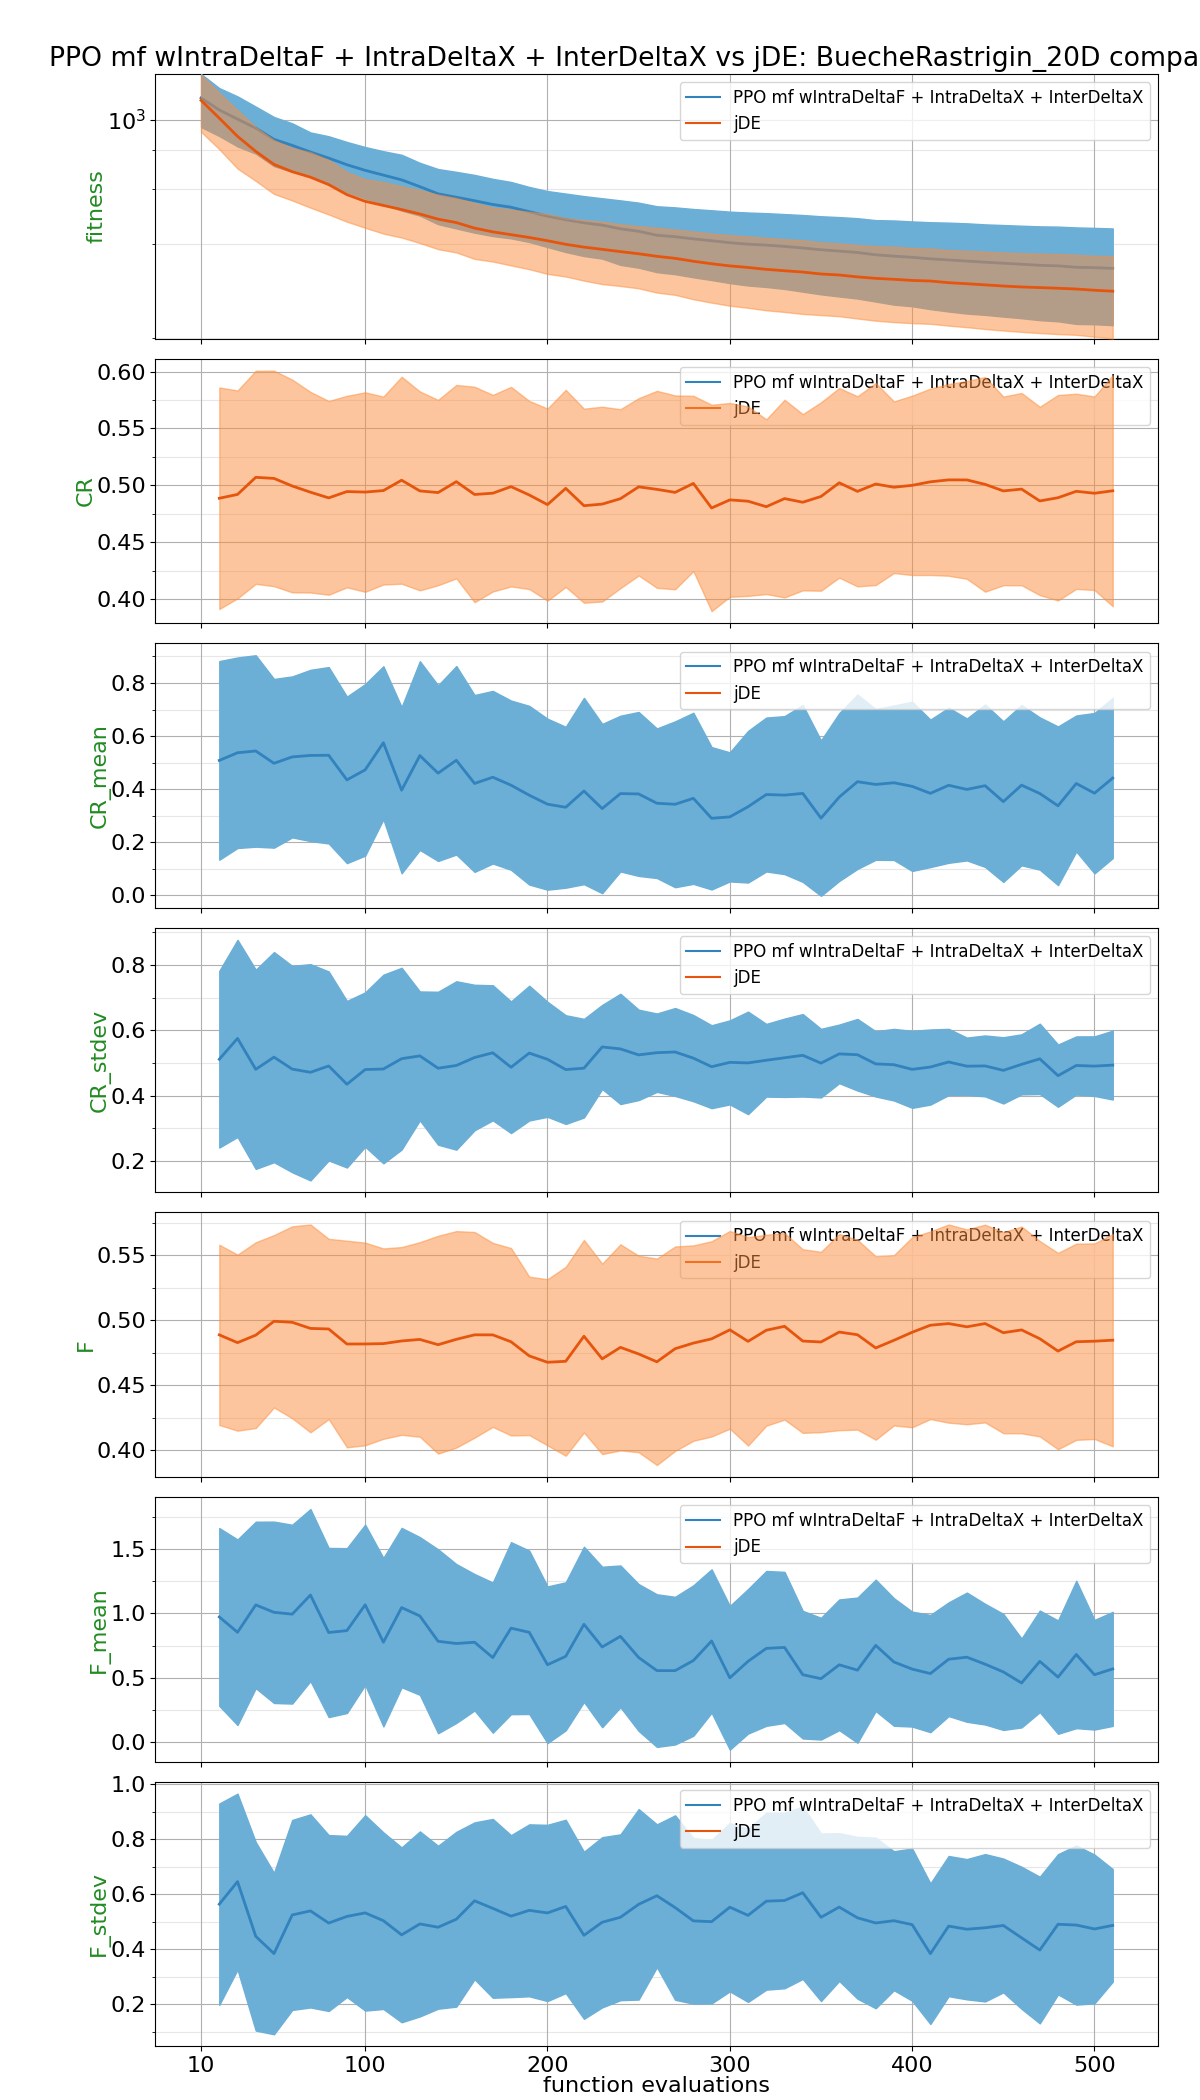 PPO mf wIntraDeltaF + IntraDeltaX + InterDeltaX vs jDE: BuecheRastrigin_20D compa
PPO mf wIntraDeltaF + IntraDeltaX + InterDeltaX
jDE
10³
fitness
PPO mf wIntraDeltaF + IntraDeltaX + InterDeltaX
jDE
0.60
0.55
0.50
0.45
0.40
CR
PPO mf wIntraDeltaF + IntraDeltaX + InterDeltaX
jDE
0.8
0.6
0.4
0.2
0.0
CR_mean
PPO mf wIntraDeltaF + IntraDeltaX + InterDeltaX
jDE
0.8
0.6
0.4
0.2
CR_stdev
PPO mf wIntraDeltaF + IntraDeltaX + InterDeltaX
jDE
0.55
0.50
0.45
0.40
F
PPO mf wIntraDeltaF + IntraDeltaX + InterDeltaX
jDE
1.5
1.0
0.5
0.0
F_mean
PPO mf wIntraDeltaF + IntraDeltaX + InterDeltaX
jDE
1.0
0.8
0.6
0.4
0.2
F_stdev
10 100 200 300 400 500
function evaluations